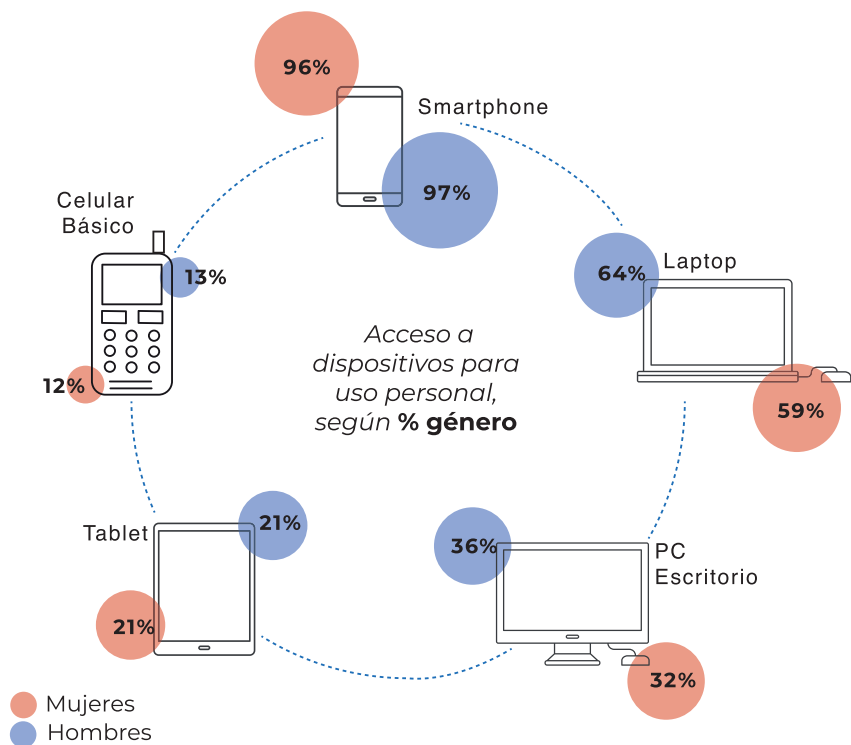 96%
Smartphone
97%
Celular
Básico
13%
12%
64%
Laptop
59%
Acceso a
dispositivos para
uso personal,
según % género
Tablet
21%
21%
36%
PC
Escritorio
32%
Mujeres
Hombres